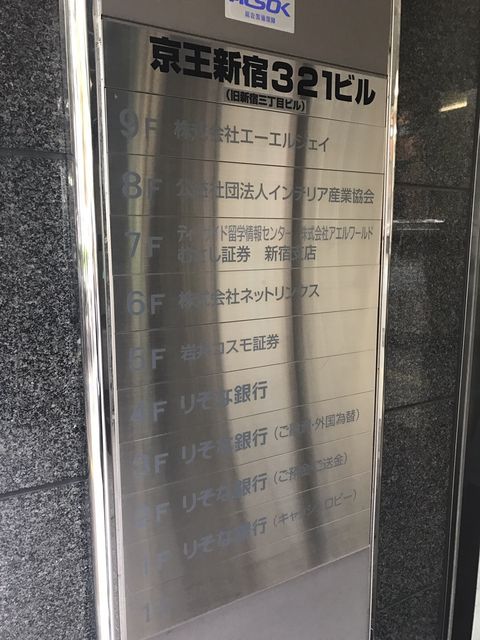 ALSOK
綜合警備保障
京王新宿321ビル
(旧新宿三丁目ビル)
9F 株式会社エーエルジェイ
8F 公益社団法人インテリア産業協会
7F 留学情報センター 株式会社アエルワールド
証券 新宿支店
6F 株式会社ネットリンクス
5F 岩井コスモ証券
4F りそな銀行
3F りそな銀行(ご融資・外国為替)
2F りそな銀行(ご預金・ご送金)
1F りそな銀行(キャッシュロビー)